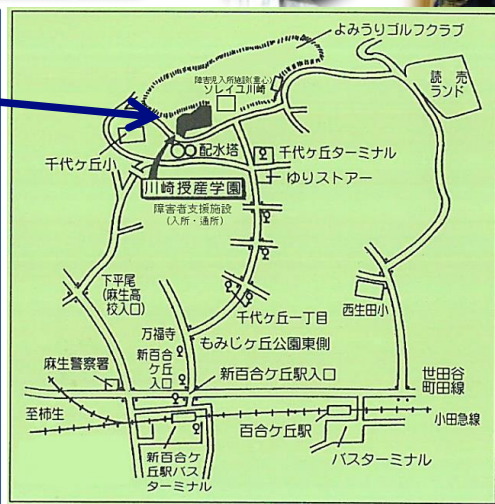 よみうりゴルフクラブ
障害児入所施設(重心)
ソレイユ川崎
読売
ランド
千代ケ丘小
配水塔
千代ケ丘ターミナル
ゆりストアー
川崎授産学園
障害者支援施設
(入所・通所)
下平尾
(麻生高
校入口)
西生田小
千代ケ丘一丁目
万福寺
もみじケ丘公園東側
新百合
ケ丘
入口
麻生警察署
新百合ケ丘駅入口
世田谷
町田線
至柿生
百合ケ丘駅
小田急線
新百合ケ
丘駅バス
ターミナル
バスターミナル